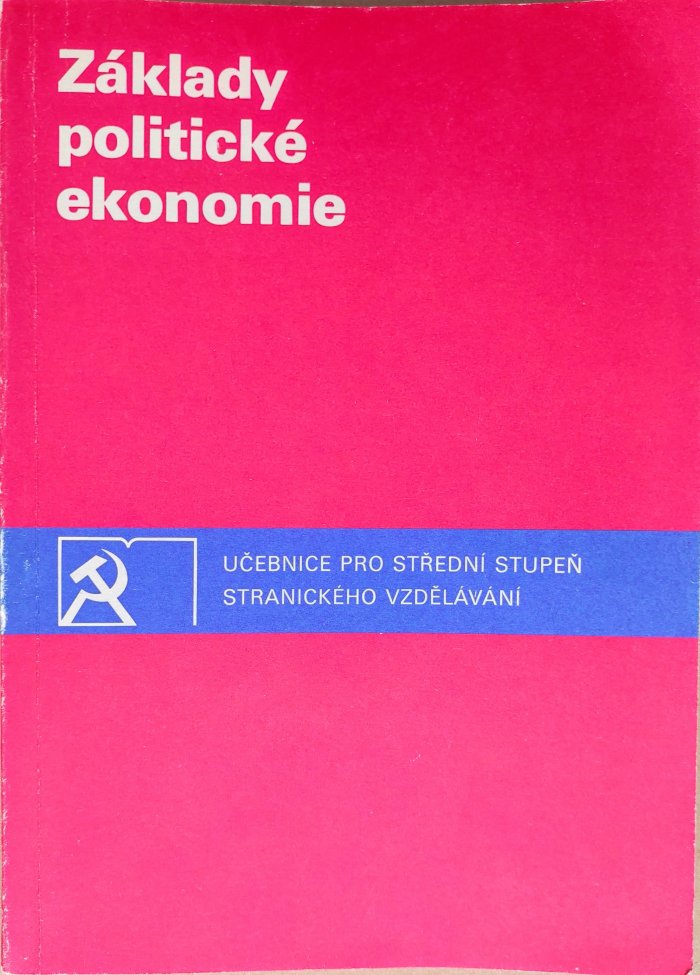 Základy
politické
ekonomie
UČEBNICE PRO STŘEDNÍ STUPEŇ
STRANICKÉHO VZDĚLÁVÁNÍ